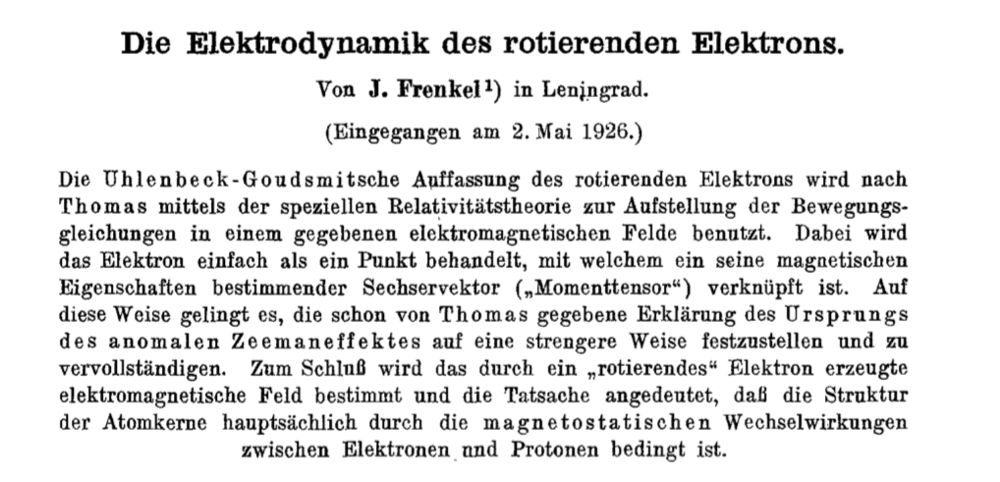 Die Elektrodynamik des rotierenden Elektrons.
Von J. Frenkel¹) in Leningrad.
(Eingegangen am 2. Mai 1926.)
Die Uhlenbeck-Goudsmitsche Auffassung des rotierenden Elektrons wird nach
Thomas mittels der speziellen Relativitätstheorie zur Aufstellung der Bewegungs-
gleichungen in einem gegebenen elektromagnetischen Felde benutzt. Dabei wird
das Elektron einfach als ein Punkt behandelt, mit welchem ein seine magnetischen
Eigenschaften bestimmender Sechservektor („Momenttensor“) verknüpft ist. Auf
diese Weise gelingt es, die schon von Thomas gegebene Erklärung des Ursprungs
des anomalen Zeemaneffektes auf eine strengere Weise festzustellen und zu
vervollständigen. Zum Schluß wird das durch ein „rotierendes“ Elektron erzeugte
elektromagnetische Feld bestimmt und die Tatsache angedeutet, daß die Struktur
der Atomkerne hauptsächlich durch die magnetostatischen Wechselwirkungen
zwischen Elektronen und Protonen bedingt ist.